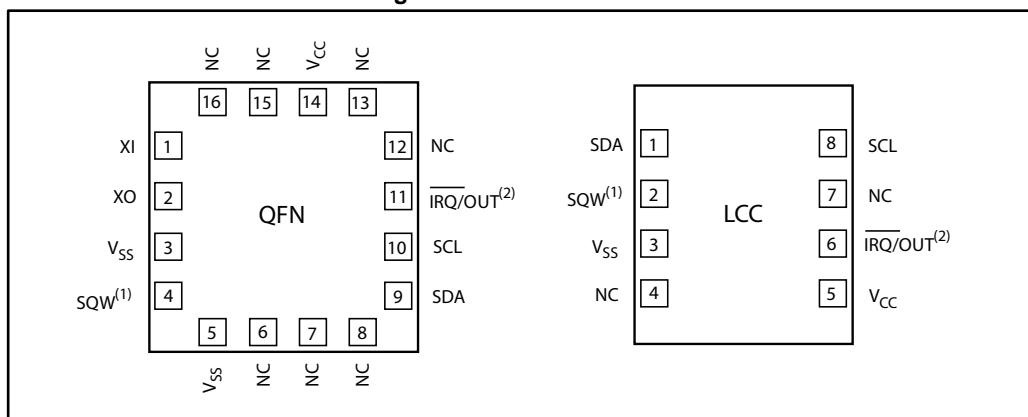 g
NC NC VCC NC
16 15 14 13
XI 1 12 NC
XO 2 11 IRQ/OUT(2)
QFN
VSS 3 10 SCL
SQW(1) 4 9 SDA
5 6 7 8
VSS NC NC NC
SDA 1 8 SCL
SQW(1) 2 7 NC
LCC
VSS 3 6 IRQ/OUT(2)
NC 4 5 VCC